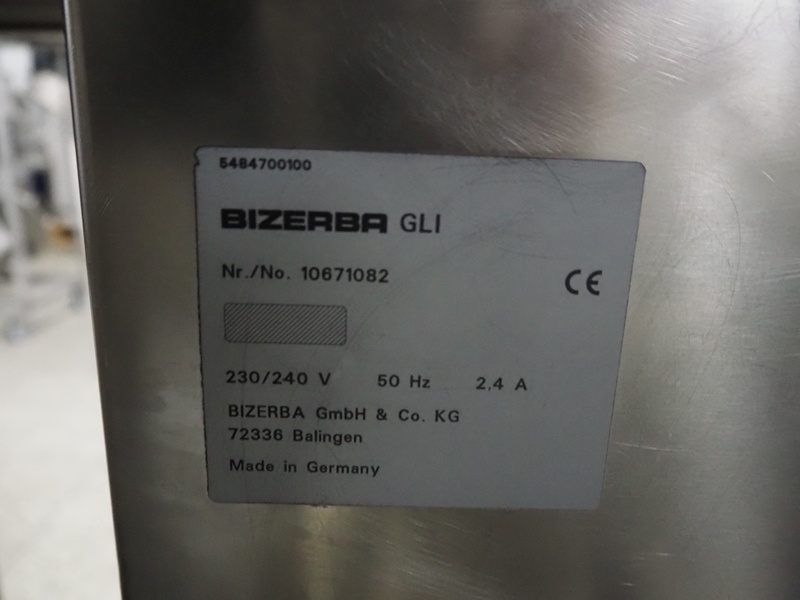 5484700100
BIZERBA GLI
Nr./No. 10671082
CE
230/240 V 50 Hz 2,4 A
BIZERBA GmbH & Co. KG
72336 Balingen
Made in Germany